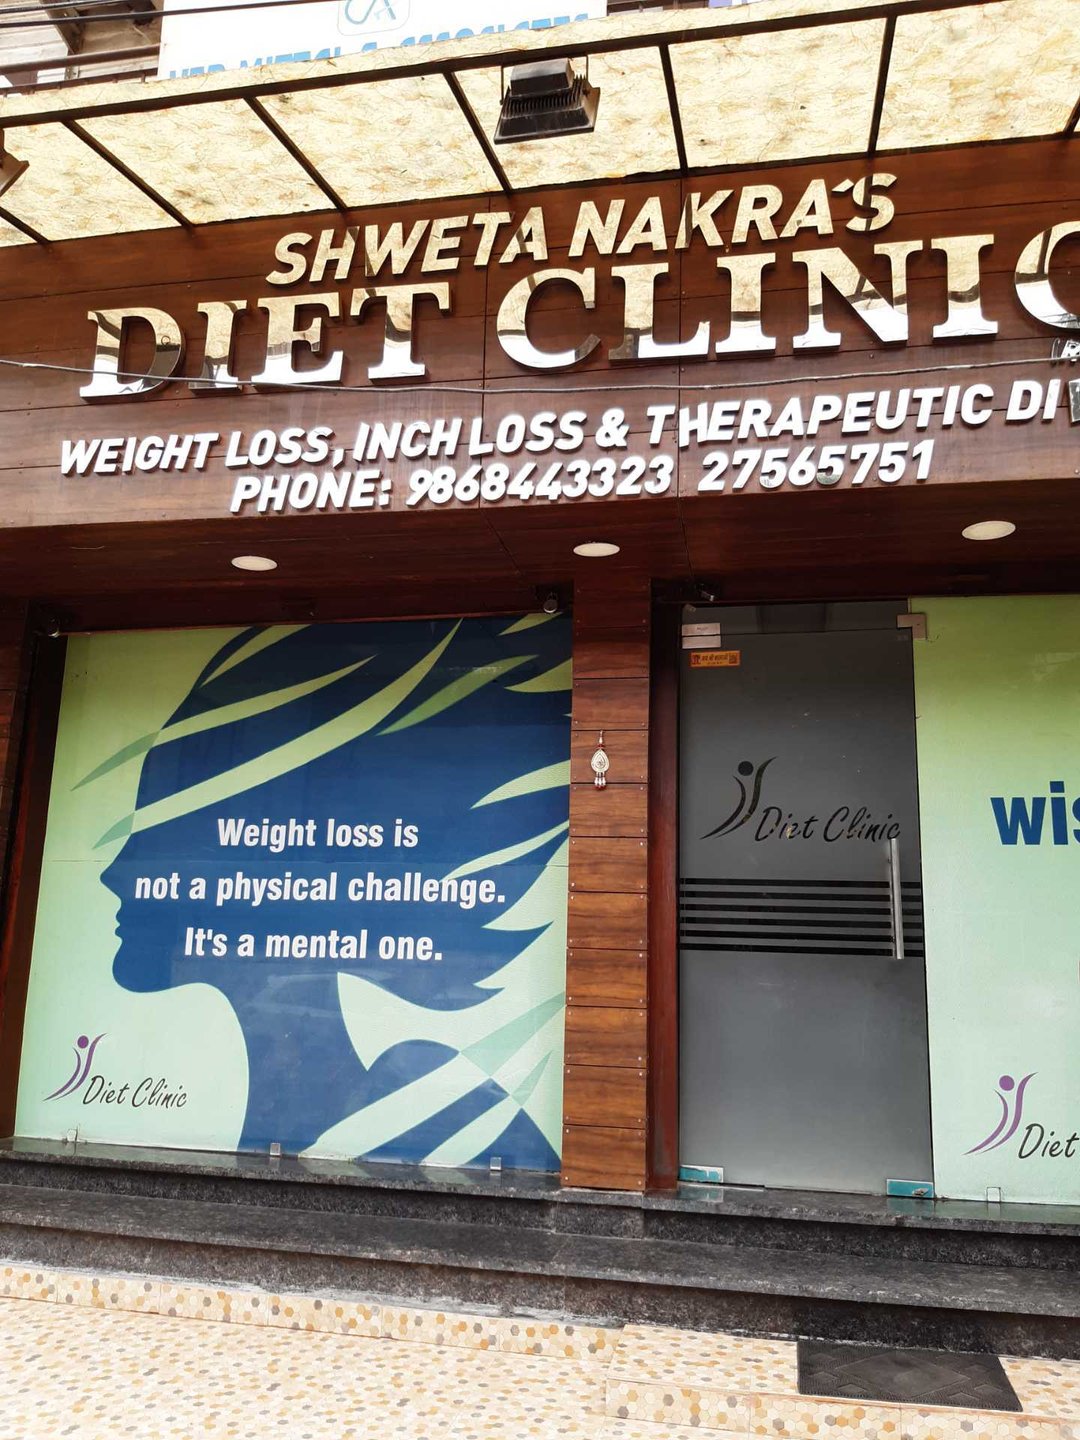 SHWETA NAKRA'S
DIET CLINIC
WEIGHT LOSS, INCH LOSS & THERAPEUTIC DI
PHONE: 9868443323 27565751
Weight loss is
not a physical challenge.
It's a mental one.
Diet Clinic
Diet Clinic
wis
Diet